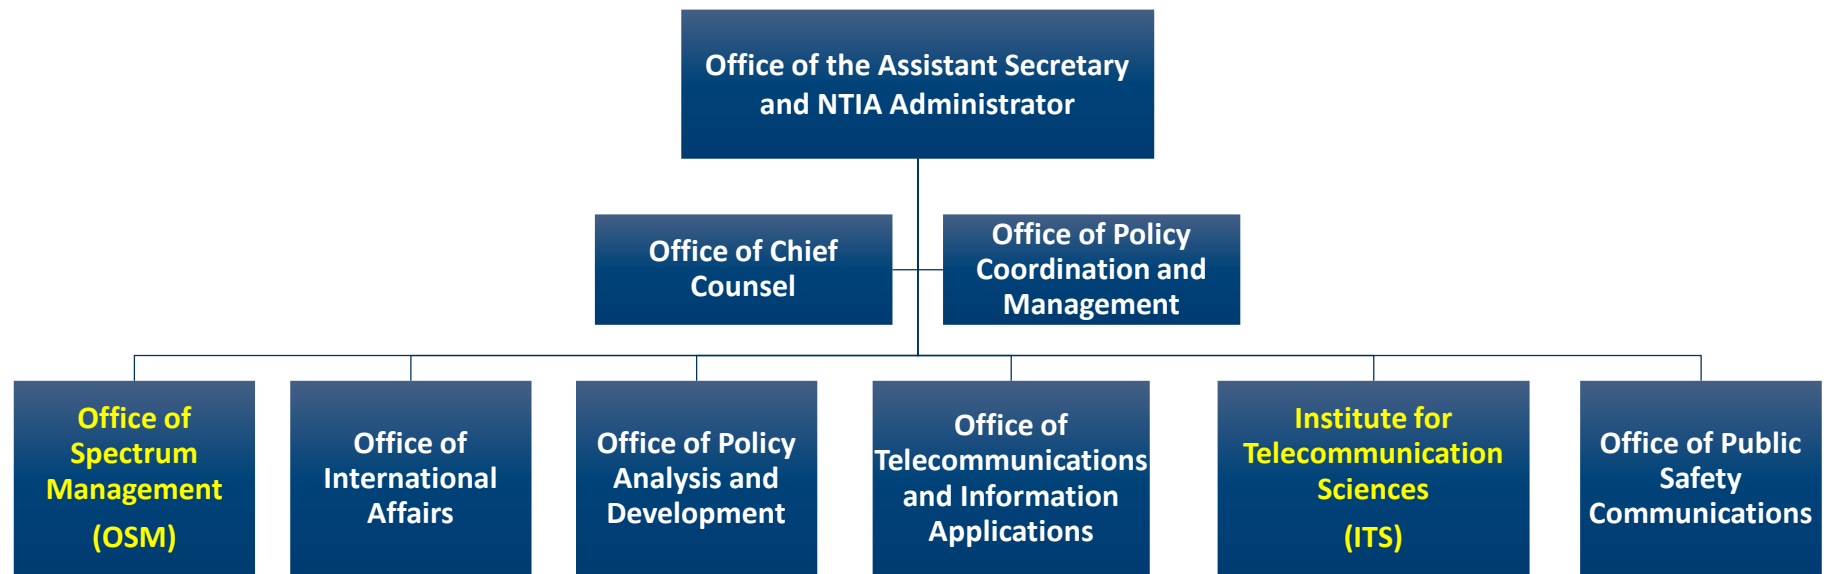 Office of the Assistant Secretary
and NTIA Administrator
Office of Chief
Counsel
Office of Policy
Coordination and
Management
Office of
Spectrum
Management
(OSM)
Office of
International
Affairs
Office of Policy
Analysis and
Development
Office of
Telecommunications
and Information
Applications
Institute for
Telecommunication
Sciences
(ITS)
Office of Public
Safety
Communications